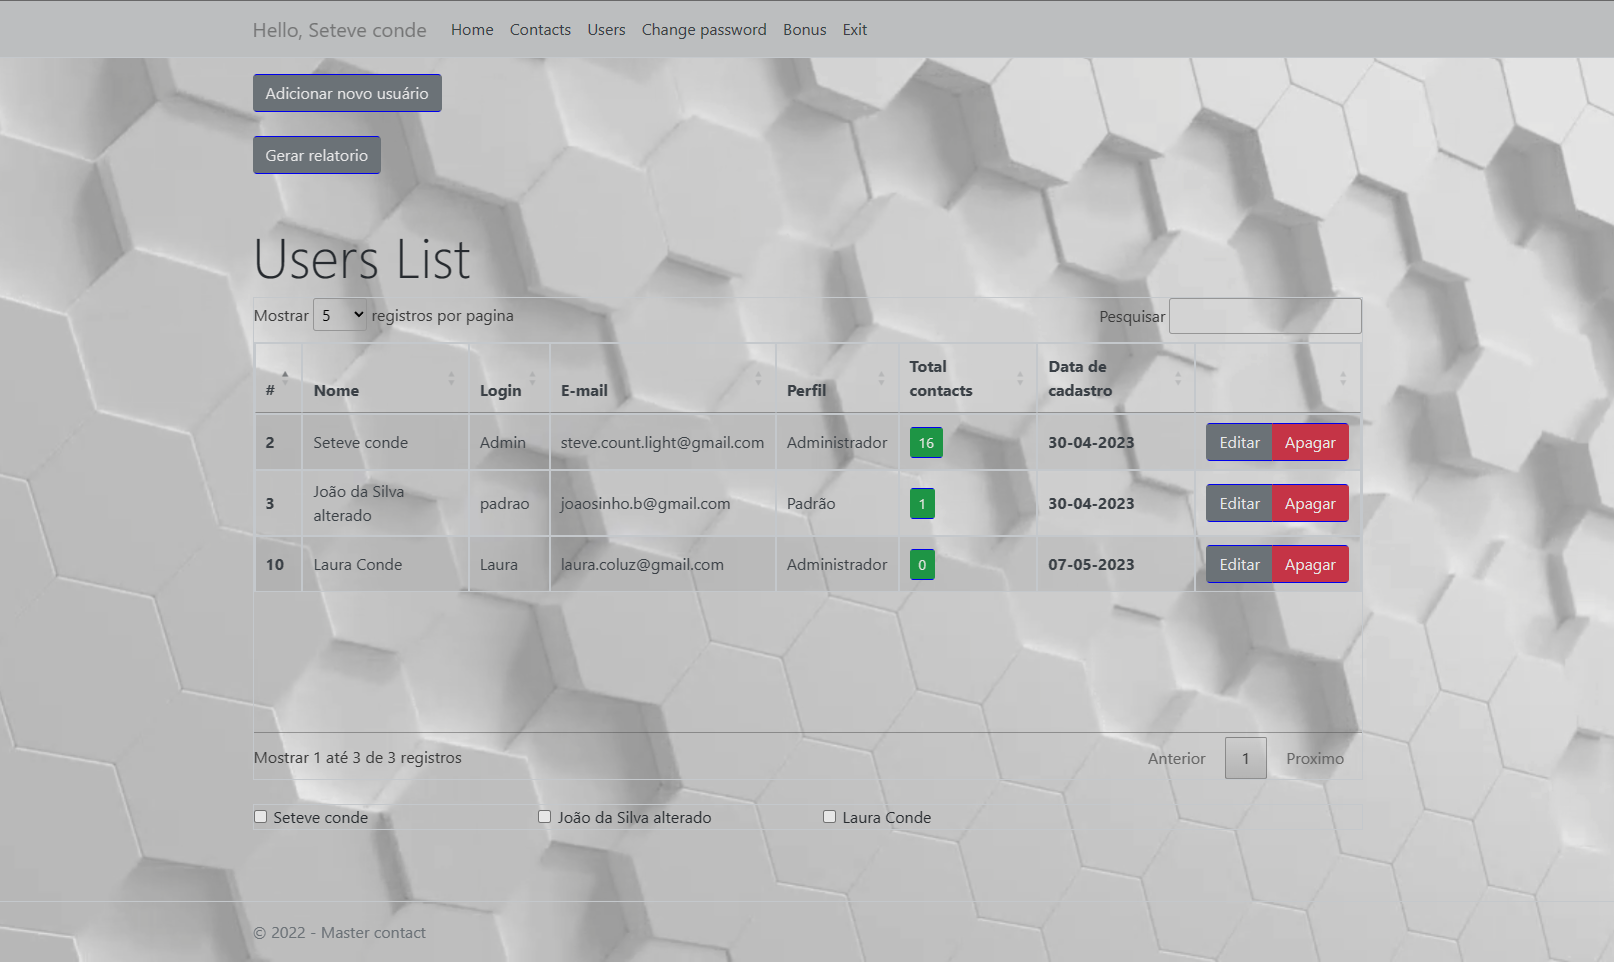 Hello, Seteve conde Home Contacts Users Change password Bonus Exit
Adicionar novo usuário
Gerar relatorio
Users List
Mostrar 5 registros por pagina Pesquisar
# Nome Login E-mail Perfil Total contacts Data de cadastro
2 Seteve conde Admin steve.count.light@gmail.com Administrador 16 30-04-2023 Editar Apagar
3 João da Silva alterado padrao joaosinho.b@gmail.com Padrão 1 30-04-2023 Editar Apagar
10 Laura Conde Laura laura.coluz@gmail.com Administrador 0 07-05-2023 Editar Apagar
Mostrar 1 até 3 de 3 registros Anterior 1 Proximo
Seteve conde João da Silva alterado Laura Conde
© 2022 - Master contact